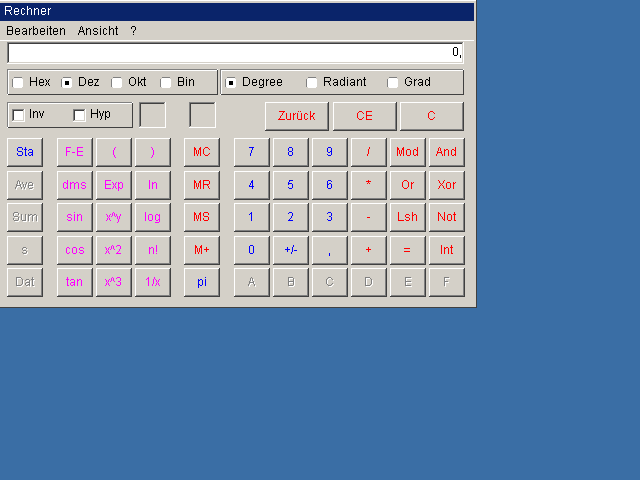 Rechner
Bearbeiten Ansicht ?
0,
Hex Dez Okt Bin Degree Radiant Grad
Inv Hyp Zurück CE C
Sta F-E ( ) MC 7 8 9 / Mod And
Ave dms Exp ln MR 4 5 6 * Or Xor
Sum sin x^y log MS 1 2 3 - Lsh Not
s cos x^2 n! M+ 0 +/- , + = Int
Dat tan x^3 1/x pi A B C D E F